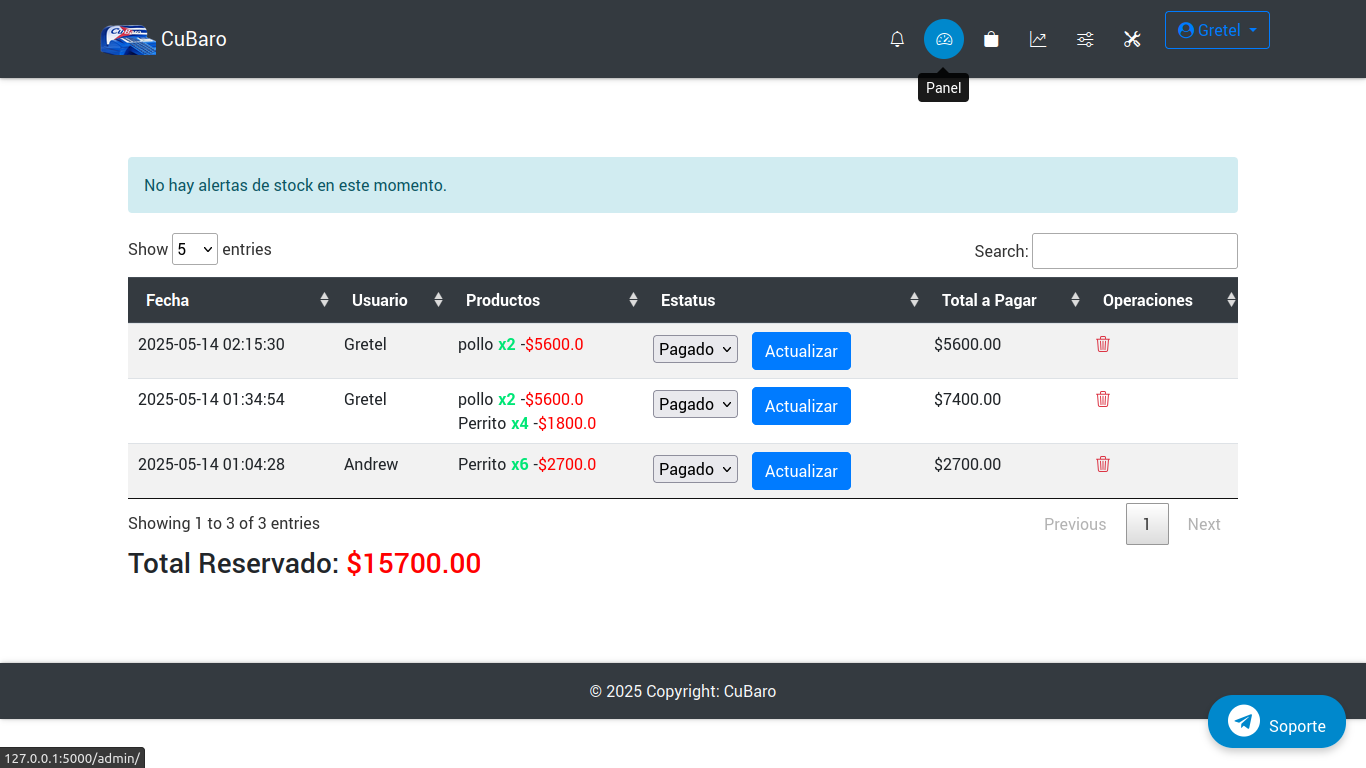 CuBaro
Gretel
Panel
No hay alertas de stock en este momento.
Show 5 entries
Search:
Fecha Usuario Productos Estatus Total a Pagar Operaciones
2025-05-14 02:15:30 Gretel pollo x2 -$5600.0 Pagado Actualizar $5600.00
2025-05-14 01:34:54 Gretel pollo x2 -$5600.0 Pagado Actualizar $7400.00
Perrito x4 -$1800.0
2025-05-14 01:04:28 Andrew Perrito x6 -$2700.0 Pagado Actualizar $2700.00
Showing 1 to 3 of 3 entries
Previous 1 Next
Total Reservado: $15700.00
© 2025 Copyright: CuBaro
Soporte
127.0.0.1:5000/admin/